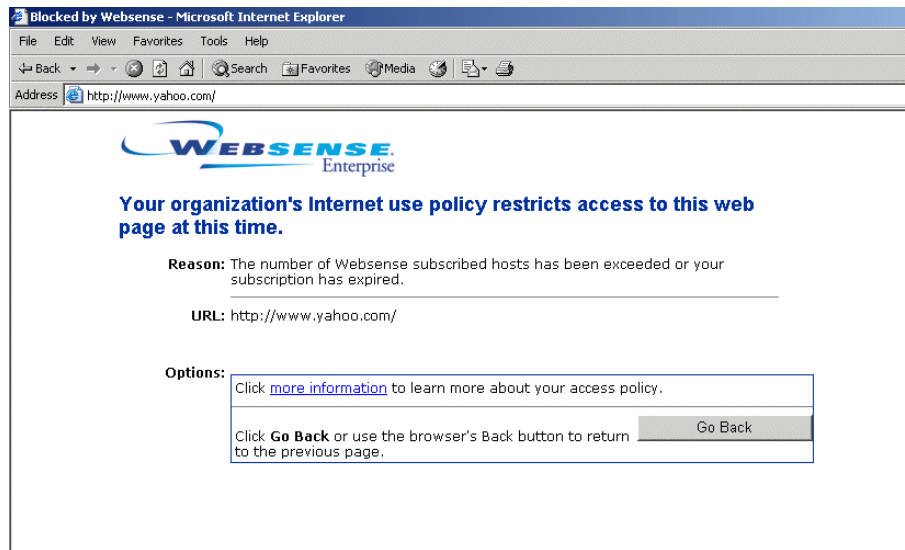 Blocked by Websense - Microsoft Internet Explorer
File Edit View Favorites Tools Help
Back Search Favorites Media
Address http://www.yahoo.com/
WEBSENSE.
Enterprise
Your organization's Internet use policy restricts access to this web
page at this time.
Reason: The number of Websense subscribed hosts has been exceeded or your
subscription has expired.
URL: http://www.yahoo.com/
Options:
Click more information to learn more about your access policy.
Click Go Back or use the browser's Back button to return
to the previous page.
Go Back